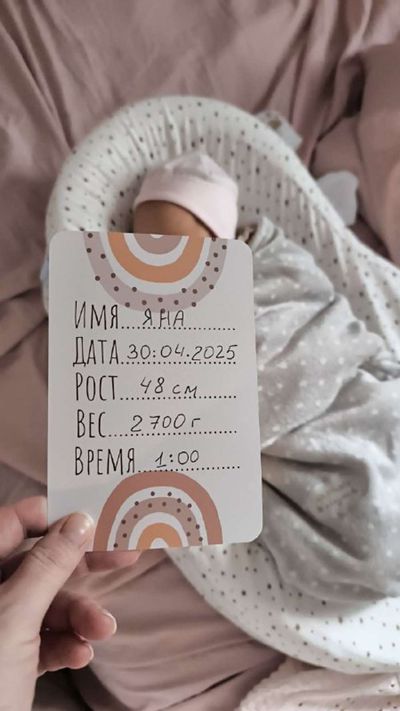 ИМЯ...ЯНА
ДАТА.30:04.2025
РОСТ...48 см
ВЕС...2700 г
ВРЕМЯ...1:00